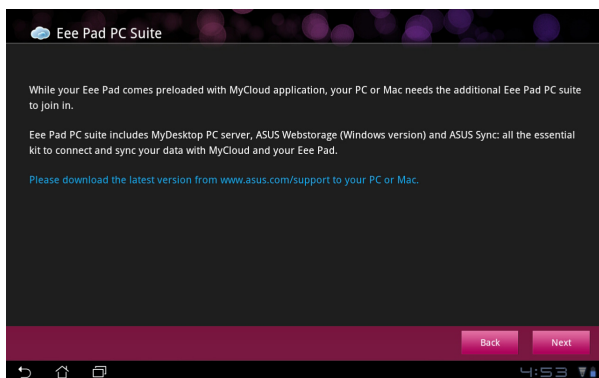 Eee Pad PC Suite
While your Eee Pad comes preloaded with MyCloud application, your PC or Mac needs the additional Eee Pad PC suite
to join in.
Eee Pad PC suite includes MyDesktop PC server, ASUS Webstorage (Windows version) and ASUS Sync: all the essential
kit to connect and sync your data with MyCloud and your Eee Pad.
Please download the latest version from www.asus.com/support to your PC or Mac.
Back Next
4:53